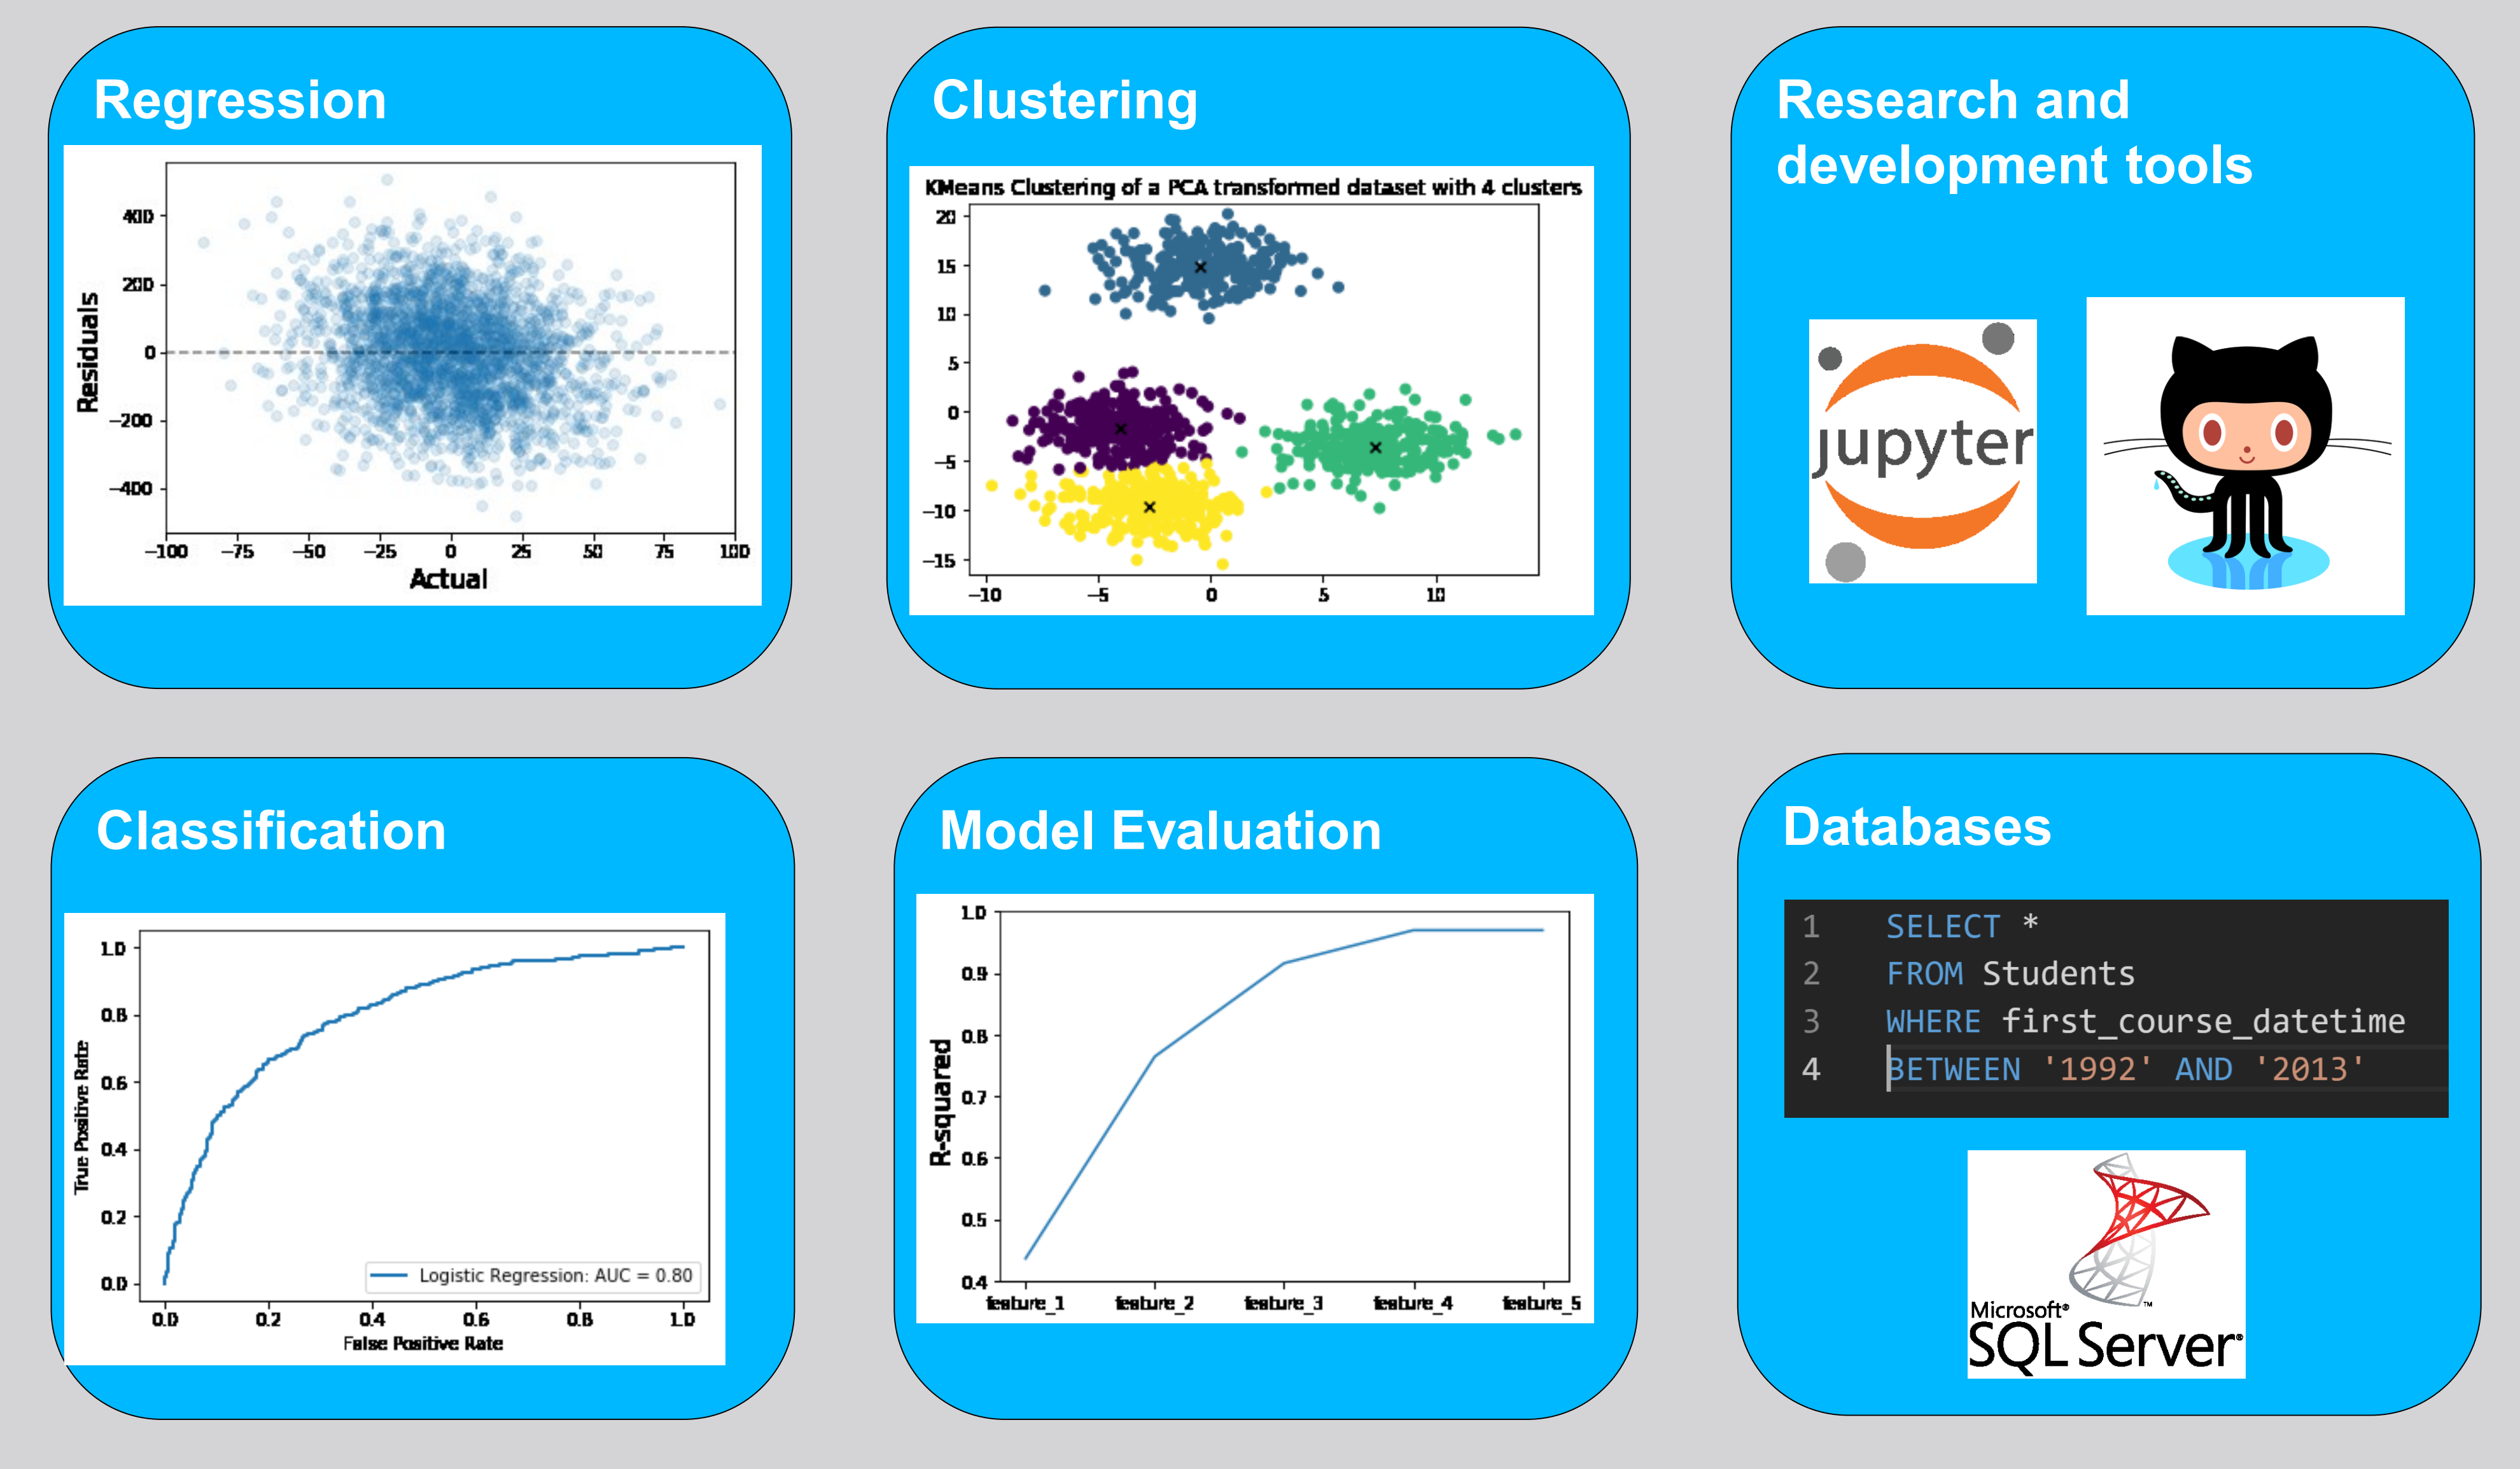 Regression
400
200
0
−200
−400
Residuals
−100 −75 −50 −25 0 25 50 75 100
Actual
Clustering
KMeans Clustering of a PCA transformed dataset with 4 clusters
20
15
10
5
0
−5
−10
−15
−10 −5 0 5 10
Research and
development tools
jupyter
Classification
1.0
0.8
0.6
0.4
0.2
0.0
True Positive Rate
Logistic Regression: AUC = 0.80
0.0 0.2 0.4 0.6 0.8 1.0
False Positive Rate
Model Evaluation
1.0
0.9
0.8
0.7
0.6
0.5
0.4
R-squared
feature_1 feature_2 feature_3 feature_4 feature_5
Databases
1 SELECT *
2 FROM Students
3 WHERE first_course_datetime
4 BETWEEN '1992' AND '2013'
™
Microsoft®
SQL Server®